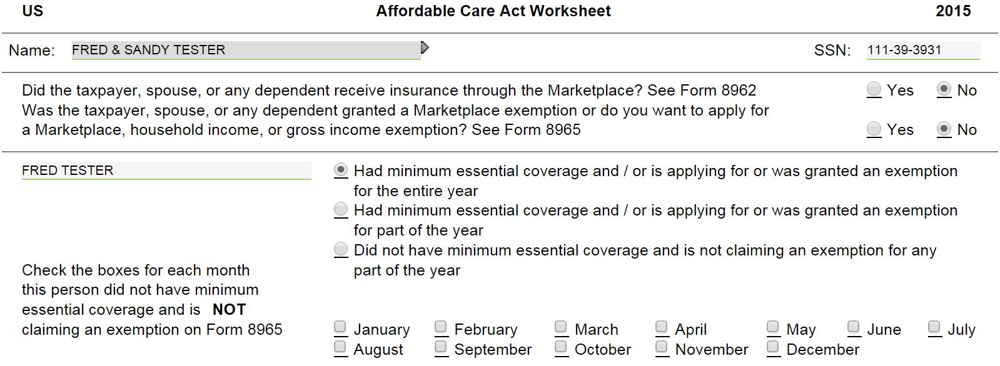 US Affordable Care Act Worksheet 2015
Name: FRED & SANDY TESTER SSN: 111-39-3931
Did the taxpayer, spouse, or any dependent receive insurance through the Marketplace? See Form 8962 Yes No
Was the taxpayer, spouse, or any dependent granted a Marketplace exemption or do you want to apply for
a Marketplace, household income, or gross income exemption? See Form 8965 Yes No
FRED TESTER Had minimum essential coverage and / or is applying for or was granted an exemption
for the entire year
Had minimum essential coverage and / or is applying for or was granted an exemption
for part of the year
Did not have minimum essential coverage and is not claiming an exemption for any
part of the year
Check the boxes for each month
this person did not have minimum
essential coverage and is NOT
claiming an exemption on Form 8965
January February March April May June July
August September October November December